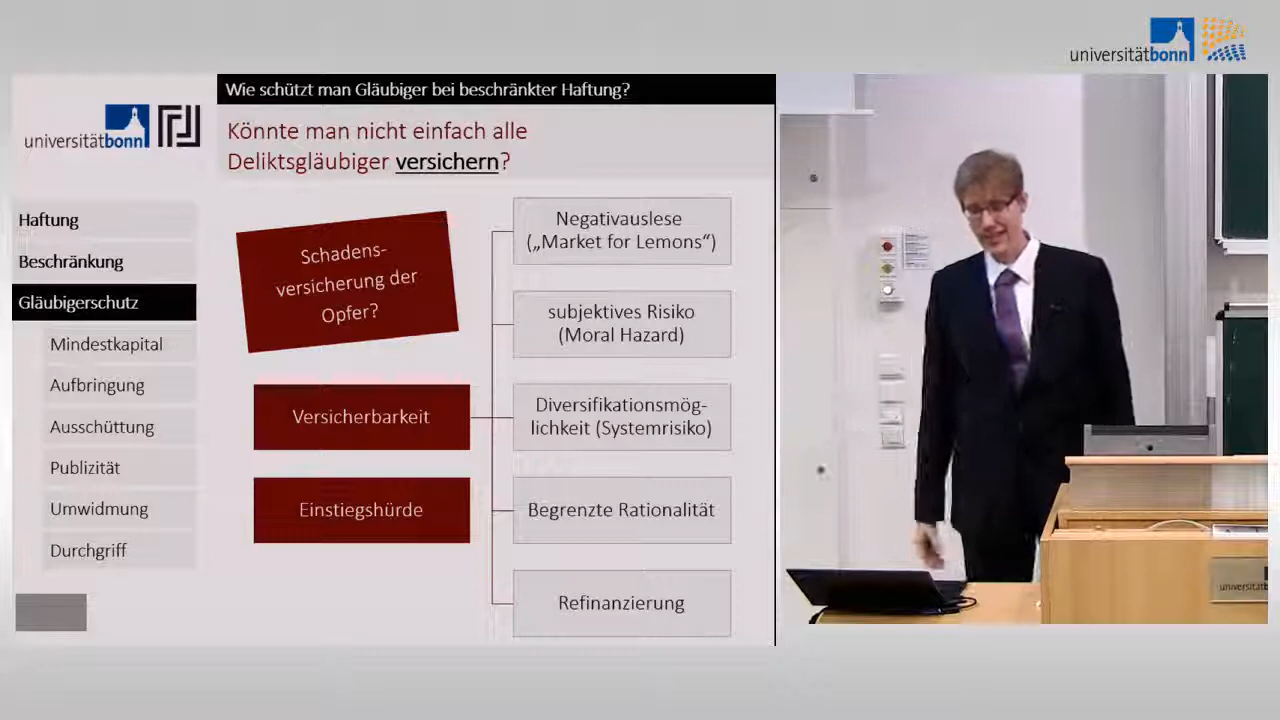 universitätbonn
Wie schützt man Gläubiger bei beschränkter Haftung?
universitätbonn
Könnte man nicht einfach alle
Deliktsgläubiger versichern?
Haftung
Beschränkung
Gläubigerschutz
Mindestkapital
Aufbringung
Ausschüttung
Publizität
Umwidmung
Durchgriff
Schadens-
versicherung der
Opfer?
Versicherbarkeit
Einstiegshürde
Negativauslese
(„Market for Lemons“)
subjektives Risiko
(Moral Hazard)
Diversifikationsmög-
lichkeit (Systemrisiko)
Begrenzte Rationalität
Refinanzierung